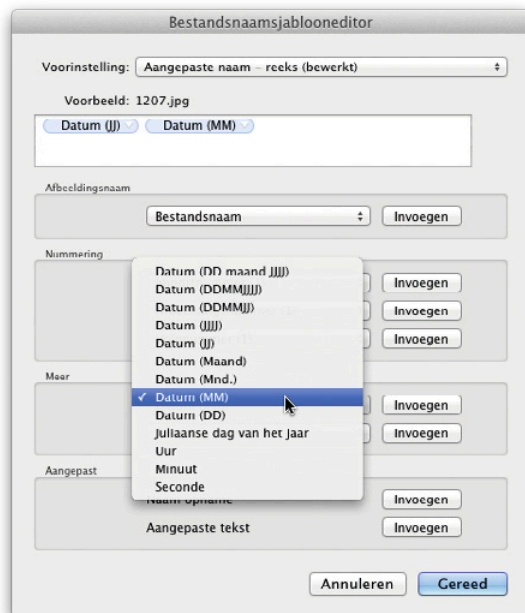 Bestandsnaamsjablooneditor
Voorinstelling: Aangepaste naam – reeks (bewerkt)
Voorbeeld: 1207.jpg
Datum (JJ) Datum (MM)
Afbeeldingsnaam
Bestandsnaam Invoegen
Nummering
Datum (DD maand JJJJ)
Datum (DDMMJJJJ) Invoegen
Datum (DDMMJJ) Invoegen
Datum (JJJJ)
Datum (JJ) Invoegen
Datum (Maand)
Meer
Datum (Mnd.)
✓ Datum (MM) Invoegen
Datum (DD)
Juliaanse dag van het jaar Invoegen
Uur
Minuut
Aangepast
Seconde
Naam opname Invoegen
Aangepaste tekst Invoegen
Annuleren Gereed